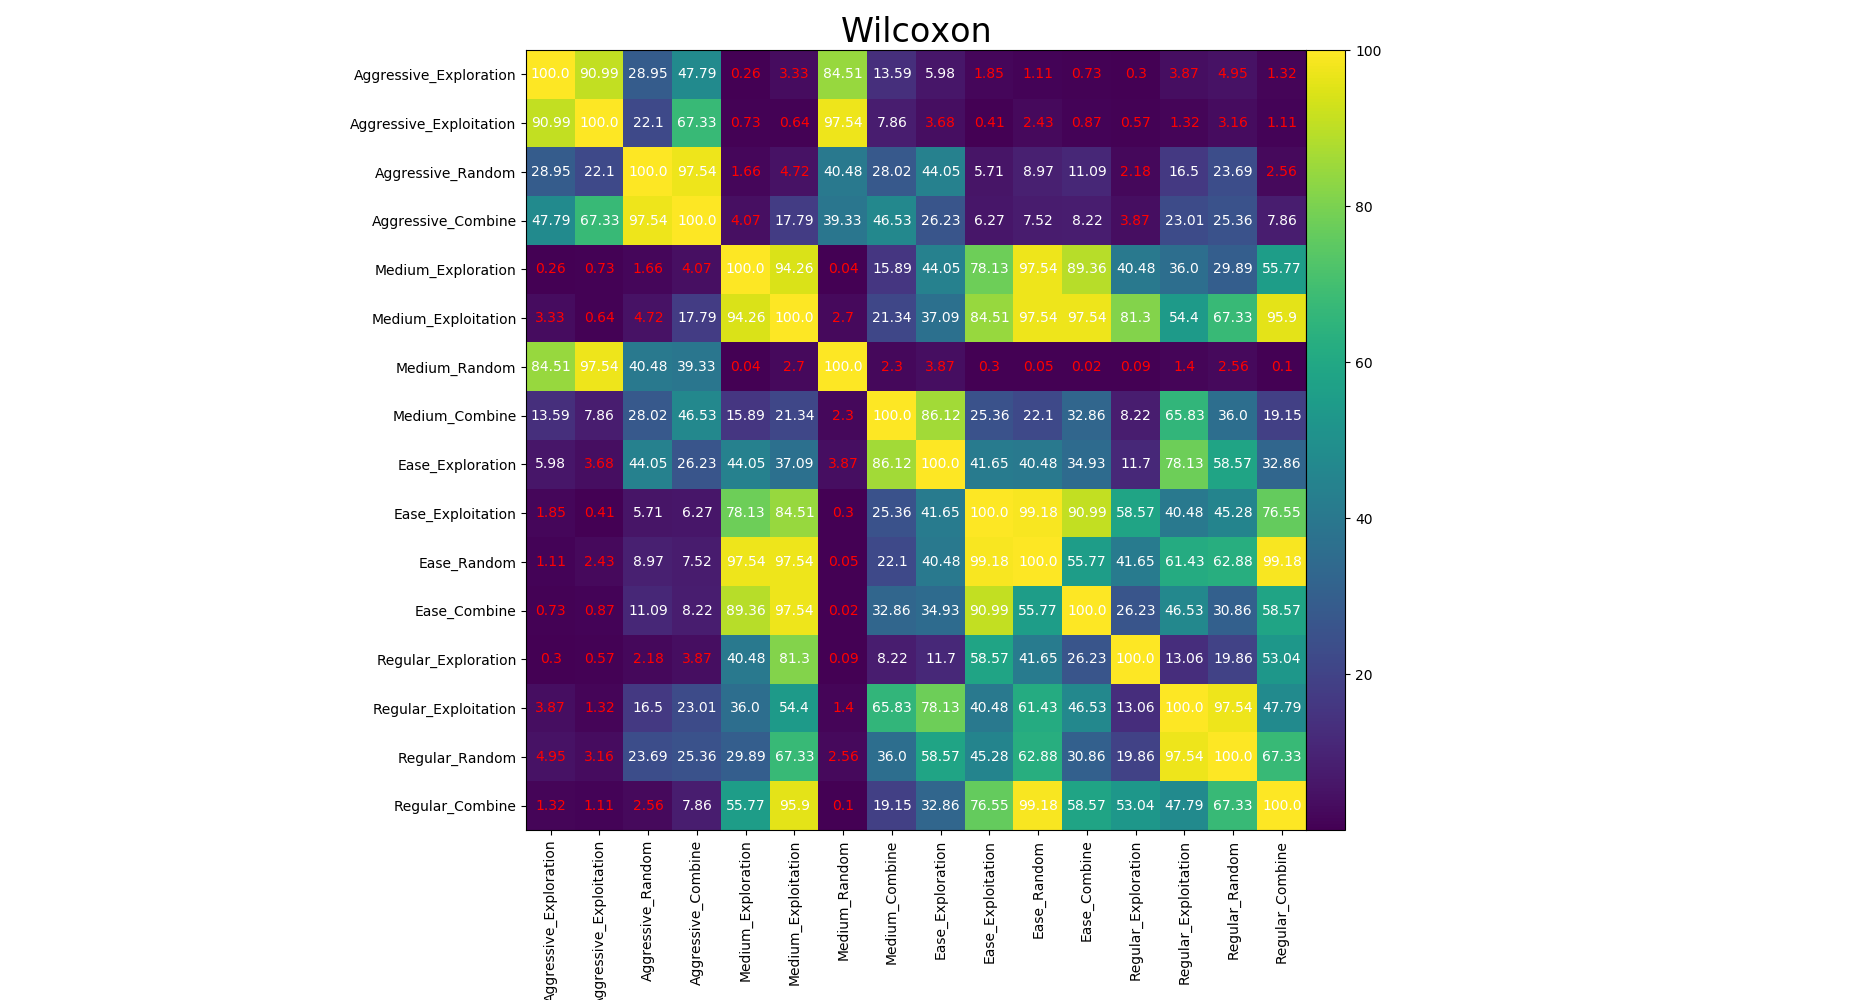 Wilcoxon
Aggressive_Exploration 100.0 90.99 28.95 47.79 0.26 3.33 84.51 13.59 5.98 1.85 1.11 0.73 0.3 3.87 4.95 1.32
Aggressive_Exploitation 90.99 100.0 22.1 67.33 0.73 0.64 97.54 7.86 3.68 0.41 2.43 0.87 0.57 1.32 3.16 1.11
Aggressive_Random 28.95 22.1 100.0 97.54 1.66 4.72 40.48 28.02 44.05 5.71 8.97 11.09 2.18 16.5 23.69 2.56
Aggressive_Combine 47.79 67.33 97.54 100.0 4.07 17.79 39.33 46.53 26.23 6.27 7.52 8.22 3.87 23.01 25.36 7.86
Medium_Exploration 0.26 0.73 1.66 4.07 100.0 94.26 0.04 15.89 44.05 78.13 97.54 89.36 40.48 36.0 29.89 55.77
Medium_Exploitation 3.33 0.64 4.72 17.79 94.26 100.0 2.7 21.34 37.09 84.51 97.54 97.54 81.3 54.4 67.33 95.9
Medium_Random 84.51 97.54 40.48 39.33 0.04 2.7 100.0 2.3 3.87 0.3 0.05 0.02 0.09 1.4 2.56 0.1
Medium_Combine 13.59 7.86 28.02 46.53 15.89 21.34 2.3 100.0 86.12 25.36 22.1 32.86 8.22 65.83 36.0 19.15
Ease_Exploration 5.98 3.68 44.05 26.23 44.05 37.09 3.87 86.12 100.0 41.65 40.48 34.93 11.7 78.13 58.57 32.86
Ease_Exploitation 1.85 0.41 5.71 6.27 78.13 84.51 0.3 25.36 41.65 100.0 99.18 90.99 58.57 40.48 45.28 76.55
Ease_Random 1.11 2.43 8.97 7.52 97.54 97.54 0.05 22.1 40.48 99.18 100.0 55.77 41.65 61.43 62.88 99.18
Ease_Combine 0.73 0.87 11.09 8.22 89.36 97.54 0.02 32.86 34.93 90.99 55.77 100.0 26.23 46.53 30.86 58.57
Regular_Exploration 0.3 0.57 2.18 3.87 40.48 81.3 0.09 8.22 11.7 58.57 41.65 26.23 100.0 13.06 19.86 53.04
Regular_Exploitation 3.87 1.32 16.5 23.01 36.0 54.4 1.4 65.83 78.13 40.48 61.43 46.53 13.06 100.0 97.54 47.79
Regular_Random 4.95 3.16 23.69 25.36 29.89 67.33 2.56 36.0 58.57 45.28 62.88 30.86 19.86 97.54 100.0 67.33
Regular_Combine 1.32 1.11 2.56 7.86 55.77 95.9 0.1 19.15 32.86 76.55 99.18 58.57 53.04 47.79 67.33 100.0
Aggressive_Exploration
Aggressive_Exploitation
Aggressive_Random
Aggressive_Combine
Medium_Exploration
Medium_Exploitation
Medium_Random
Medium_Combine
Ease_Exploration
Ease_Exploitation
Ease_Random
Ease_Combine
Regular_Exploration
Regular_Exploitation
Regular_Random
Regular_Combine
100
80
60
40
20